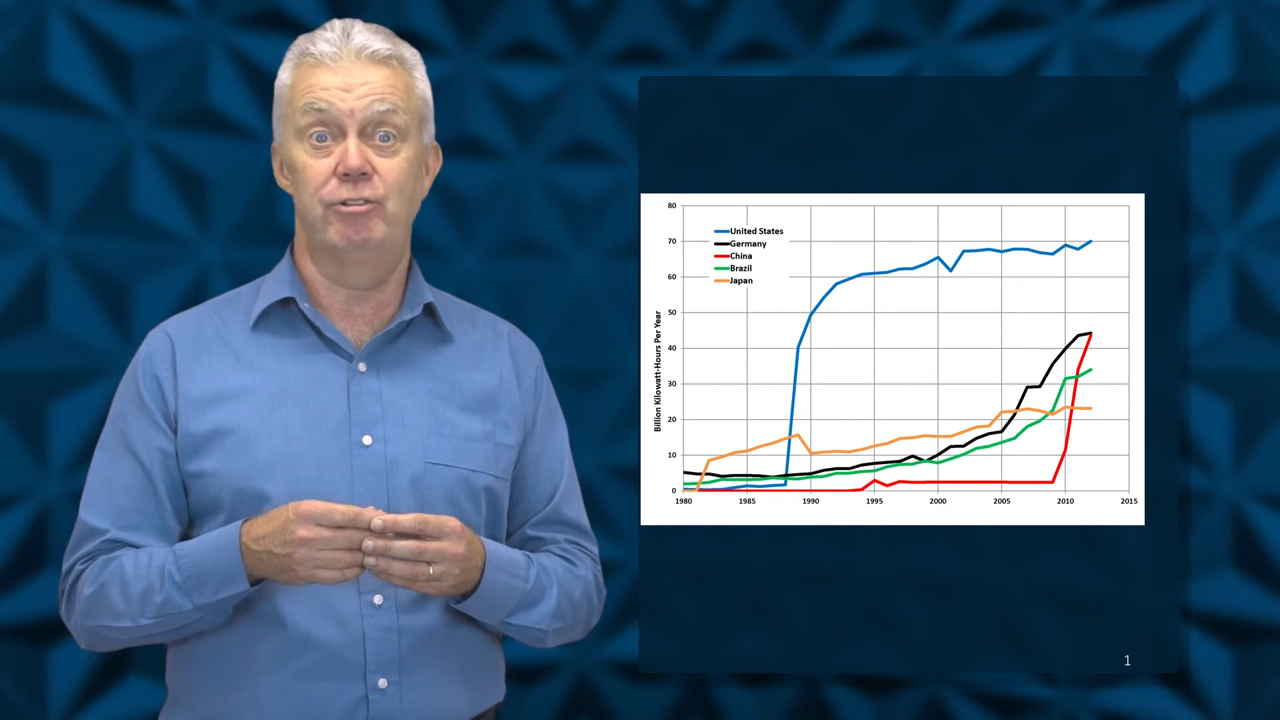 80
70
60
50
40
30
20
10
0
Billion Kilowatt-Hours Per Year
United States
Germany
China
Brazil
Japan
1980 1985 1990 1995 2000 2005 2010 2015
1